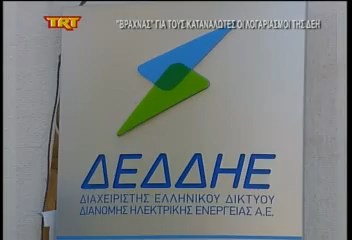 TRT
"ΒΡΑΧΝΑΣ" ΓΙΑ ΤΟΥΣ ΚΑΤΑΝΑΛΩΤΕΣ ΟΙ ΛΟΓΑΡΙΑΣΜΟΙ ΤΗΣ ΔΕΗ
ΔΕΔΔΗΕ
ΔΙΑΧΕΙΡΙΣΤΗΣ ΕΛΛΗΝΙΚΟΥ ΔΙΚΤΥΟΥ
ΔΙΑΝΟΜΗΣ ΗΛΕΚΤΡΙΚΗΣ ΕΝΕΡΓΕΙΑΣ Α.Ε.